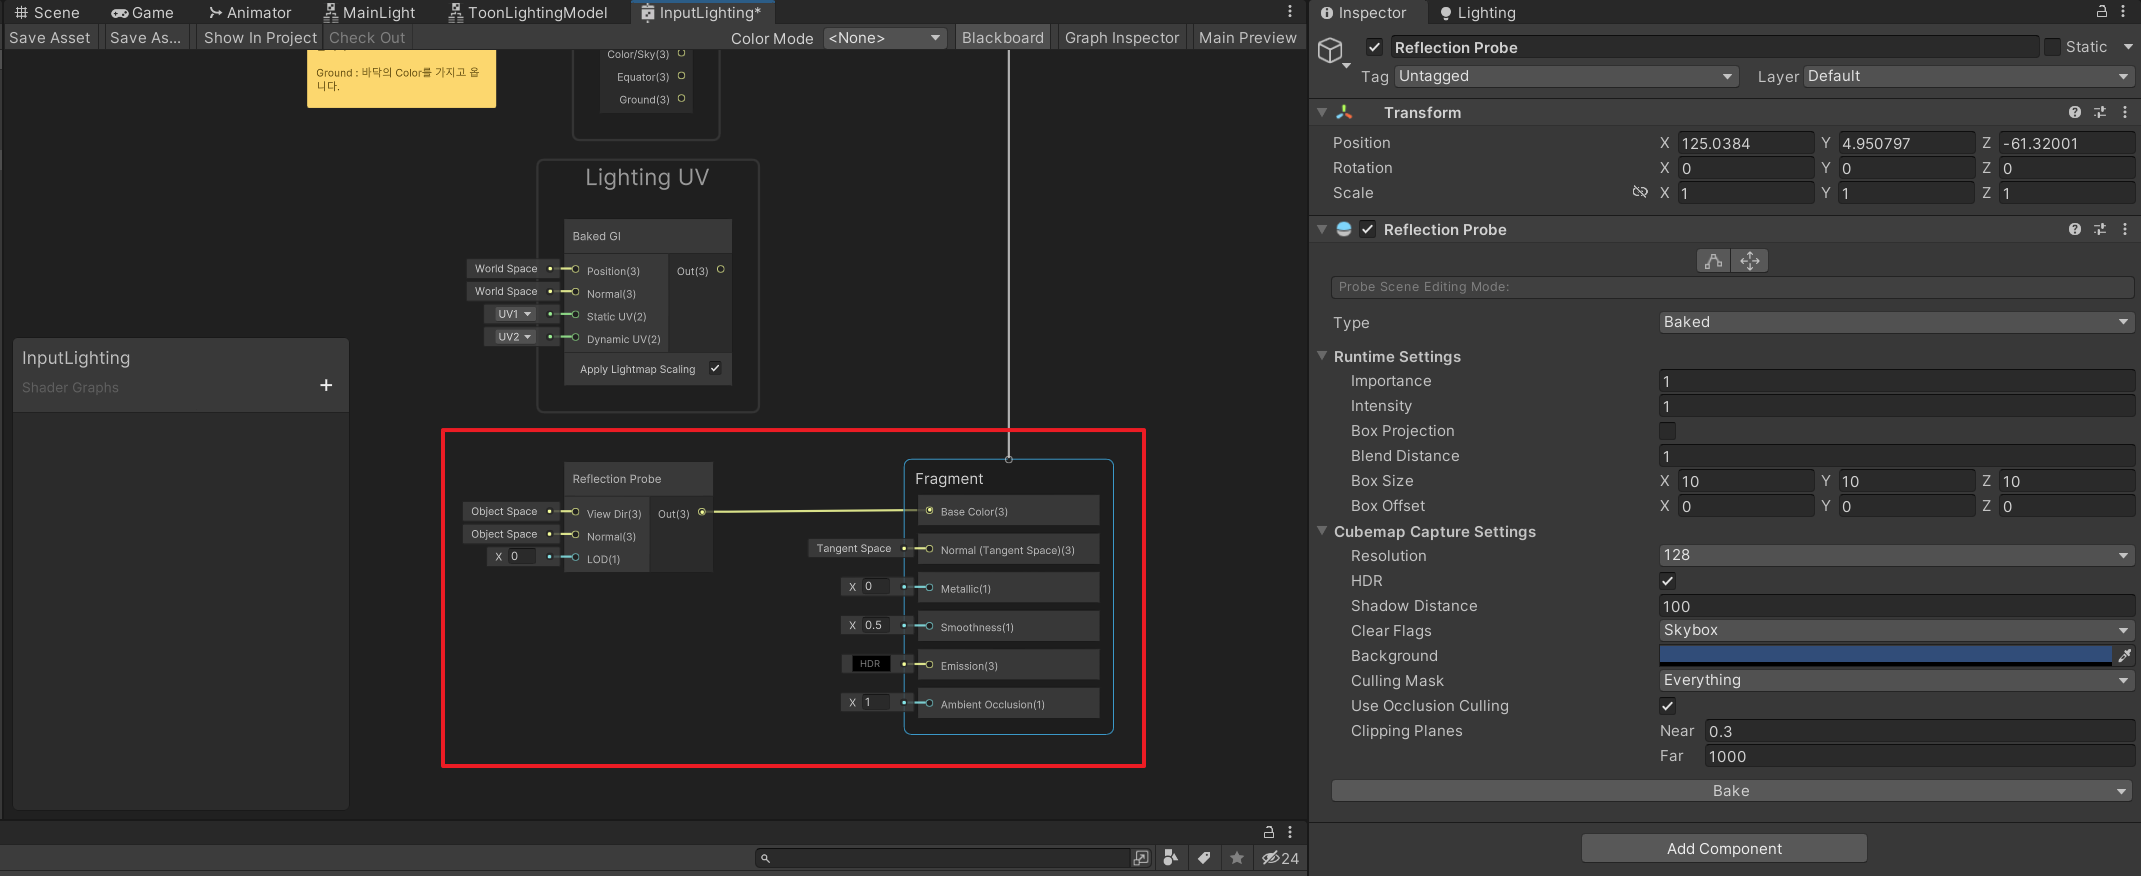 Scene
Game
Animator
MainLight
ToonLightingModel
InputLighting*
Save Asset
Save As...
Show In Project
Check Out
Color Mode
<None>
Blackboard
Graph Inspector
Main Preview
Ground : 바닥의 Color를 가지고 옵
니다.
Color/Sky(3)
Equator(3)
Ground(3)
Lighting UV
Baked GI
World Space
Position(3)
Out(3)
World Space
Normal(3)
UV1
Static UV(2)
UV2
Dynamic UV(2)
Apply Lightmap Scaling
InputLighting
Shader Graphs
+
Reflection Probe
Object Space
View Dir(3)
Out(3)
Object Space
Normal(3)
X 0
LOD(1)
Fragment
Base Color(3)
Tangent Space
Normal (Tangent Space)(3)
X 0
Metallic(1)
X 0.5
Smoothness(1)
HDR
Emission(3)
X 1
Ambient Occlusion(1)
24
Inspector
Lighting
Reflection Probe
Static
Tag Untagged
Layer Default
Transform
Position X 125.0384 Y 4.950797 Z -61.32001
Rotation X 0 Y 0 Z 0
Scale X 1 Y 1 Z 1
Reflection Probe
Probe Scene Editing Mode:
Type Baked
Runtime Settings
Importance 1
Intensity 1
Box Projection
Blend Distance 1
Box Size X 10 Y 10 Z 10
Box Offset X 0 Y 0 Z 0
Cubemap Capture Settings
Resolution 128
HDR
Shadow Distance 100
Clear Flags Skybox
Background
Culling Mask Everything
Use Occlusion Culling
Clipping Planes Near 0.3
Far 1000
Bake
Add Component